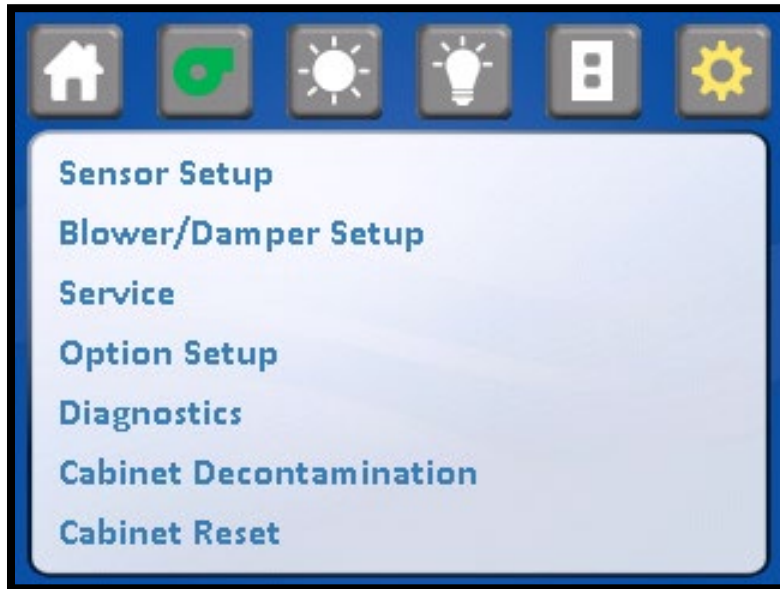 Sensor Setup
Blower/Damper Setup
Service
Option Setup
Diagnostics
Cabinet Decontamination
Cabinet Reset